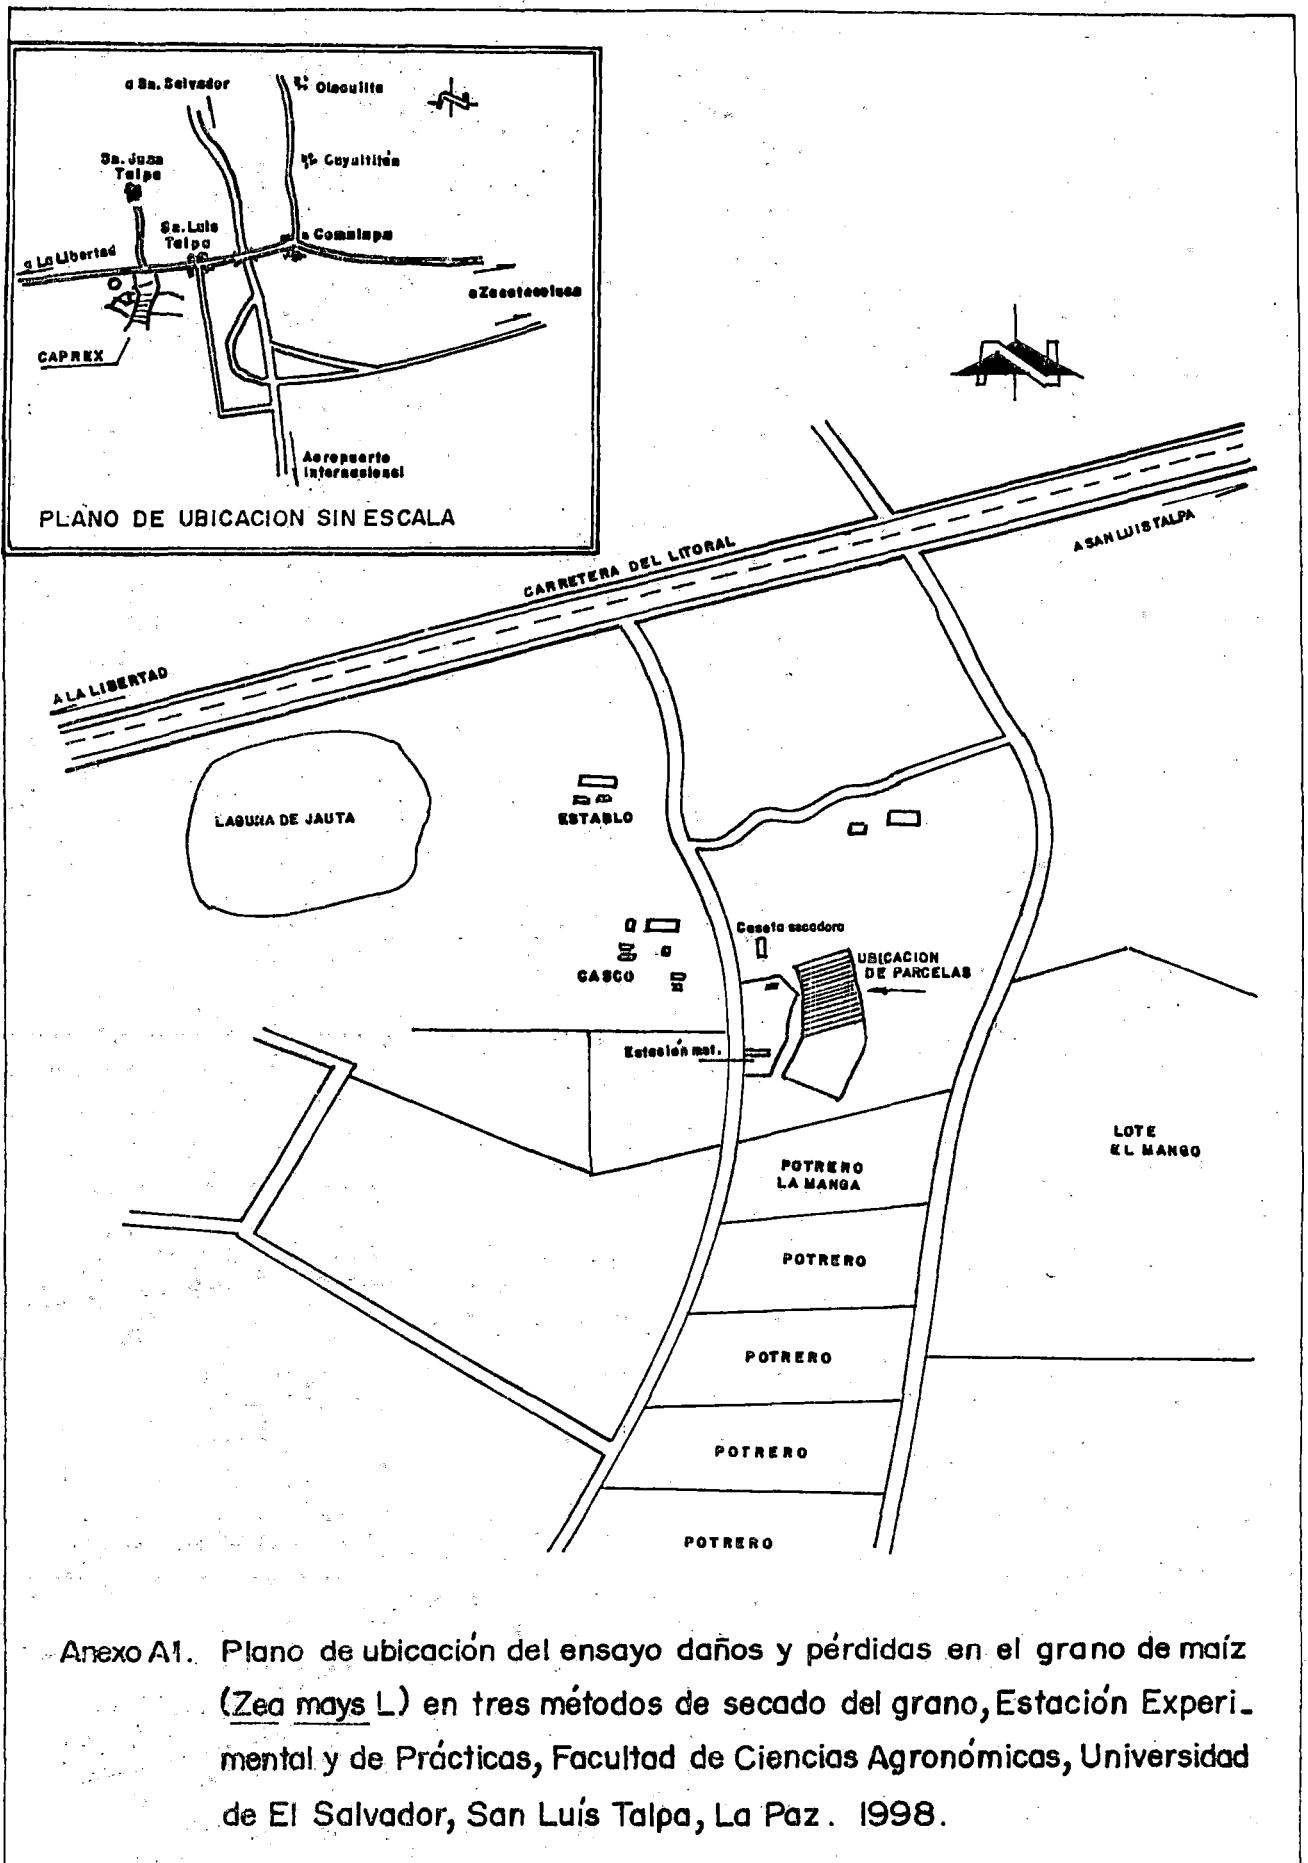 a Sn. Salvador
Olocuilta
Cuyultitán
Sn. Juan
Talpa
Sn. Luis
Talpa
a Comalapa
a La Libertad
a Zacatecoluca
CAPREX
Aeropuerto
Internacional
PLANO DE UBICACION SIN ESCALA
N
CARRETERA DEL LITORAL
A SAN LUIS TALPA
A LA LIBERTAD
LAGUNA DE JAUTA
ESTABLO
Caseta secadora
UBICACION
DE PARCELAS
CASCO
Estación met.
LOTE
EL MANGO
POTRERO
LA MANGA
POTRERO
POTRERO
POTRERO
POTRERO
Anexo A1. Plano de ubicación del ensayo daños y pérdidas en el grano de maíz
(Zea mays L) en tres métodos de secado del grano, Estación Experi-
mental y de Prácticas, Facultad de Ciencias Agronómicas, Universidad
de El Salvador, San Luís Talpa, La Paz. 1998.